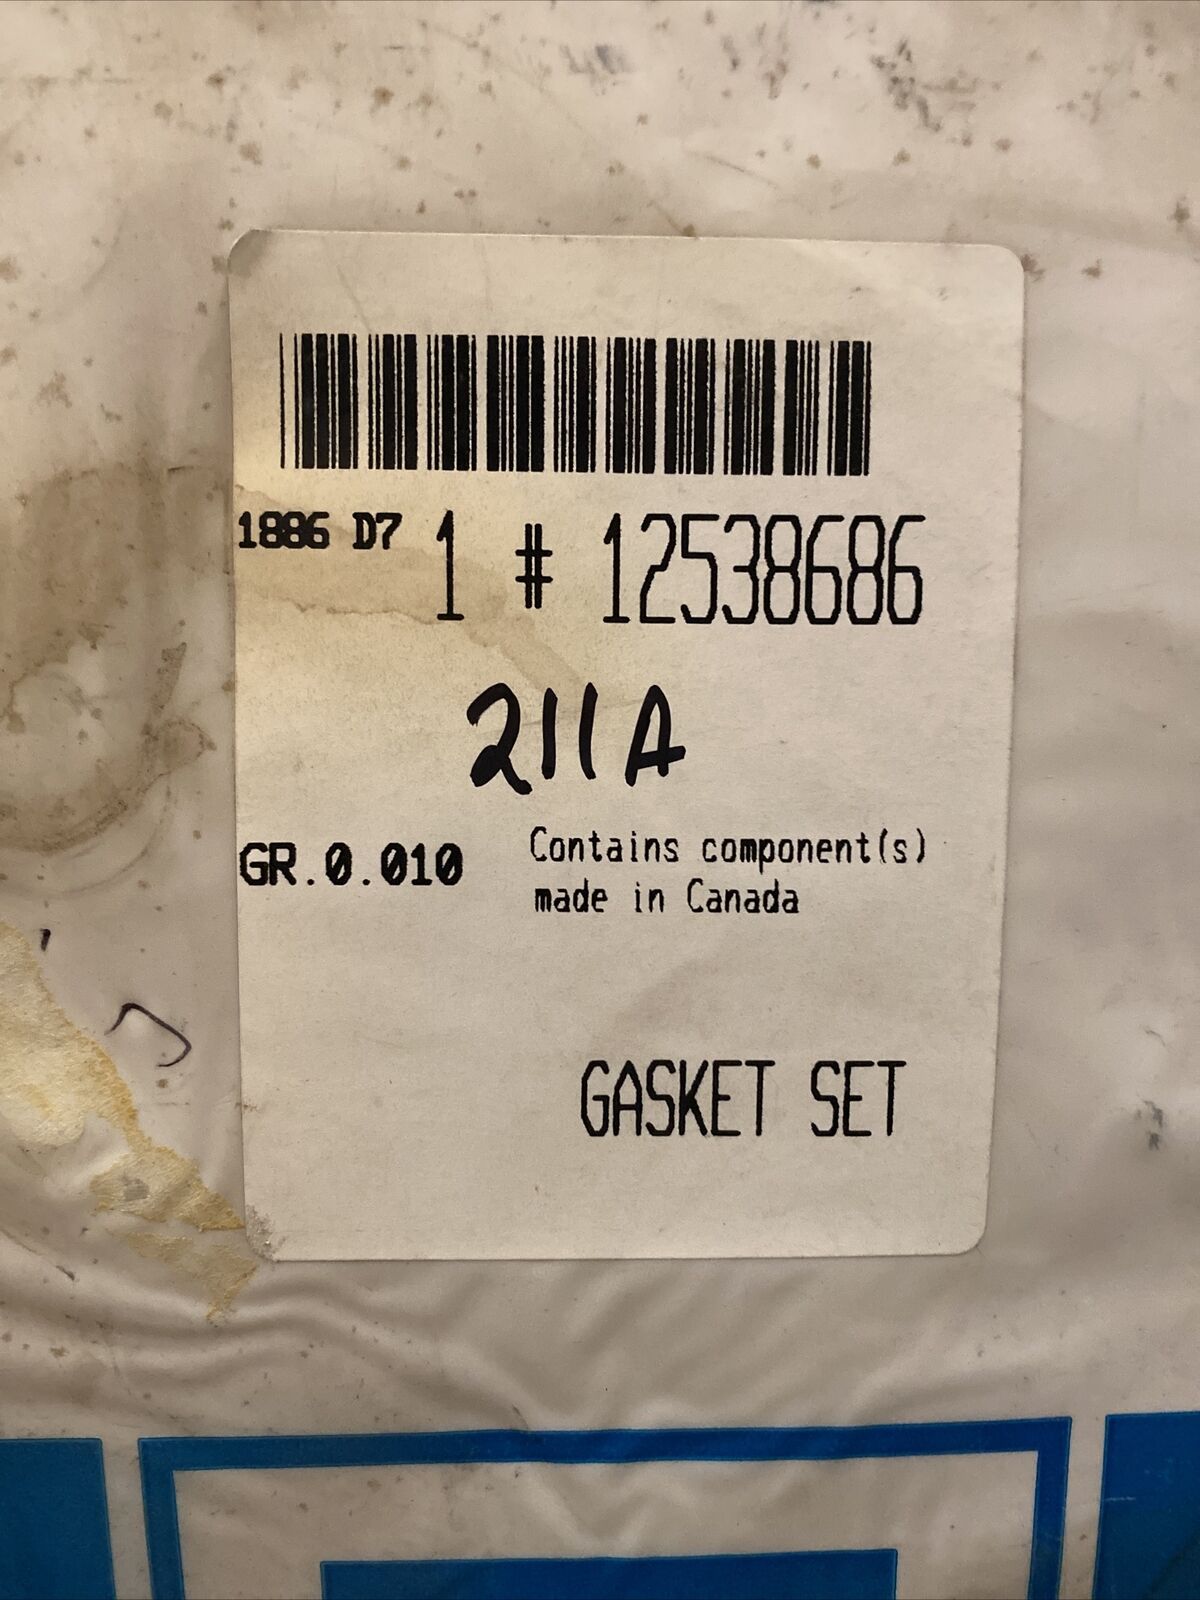 1886 D7 1 # 12538686
211A
GR.0.010 Contains component(s)
made in Canada
GASKET SET